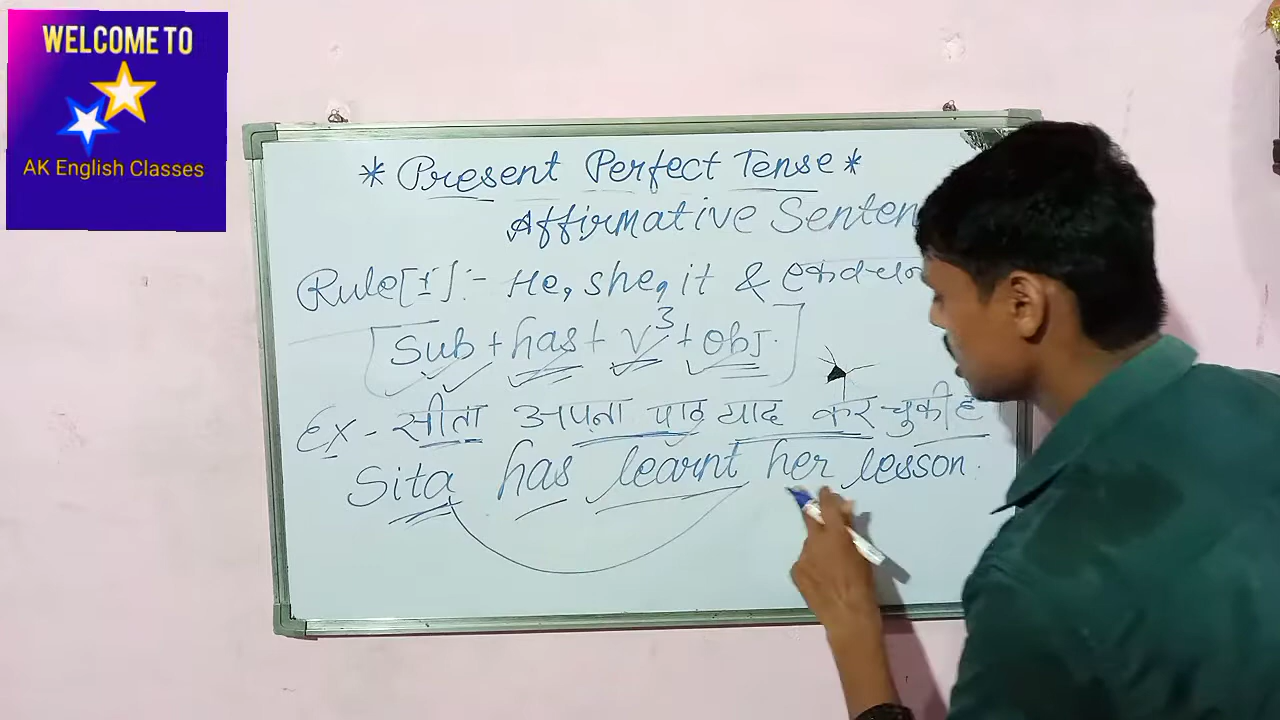 WELCOME TO
AK English Classes
* Present Perfect Tense *
Affirmative Senten
Rule[1]:- He, she, it & एकवचन
[Sub + has + V³ + obj.]
Ex - सीता अपना पाठ याद कर चुकी है
Sita has learnt her lesson.